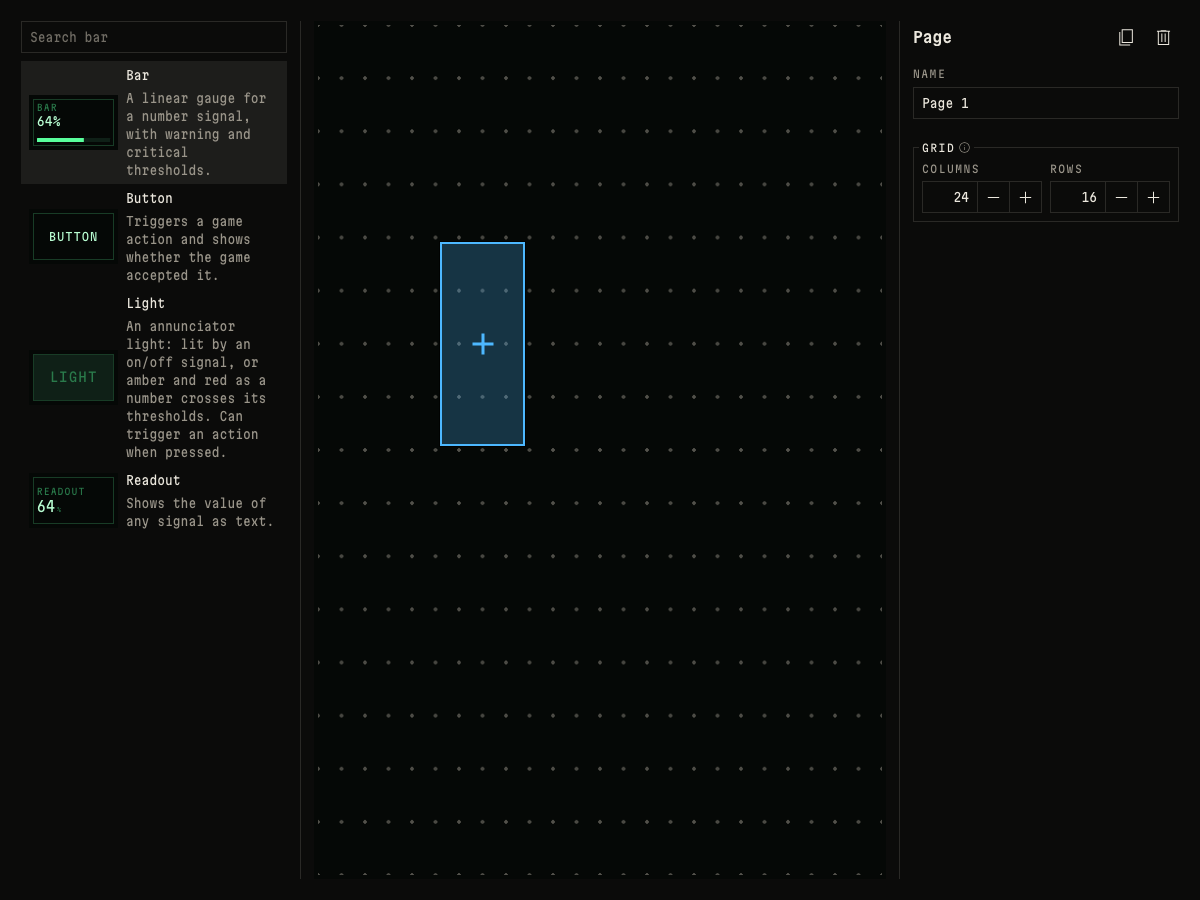 Search bar
BAR
64%
Bar
A linear gauge for
a number signal,
with warning and
critical
thresholds.
BUTTON
Button
Triggers a game
action and shows
whether the game
accepted it.
LIGHT
Light
An annunciator
light: lit by an
on/off signal, or
amber and red as a
number crosses its
thresholds. Can
trigger an action
when pressed.
READOUT
64 %
Readout
Shows the value of
any signal as text.
Page
NAME
Page 1
GRID
COLUMNS ROWS
24 16